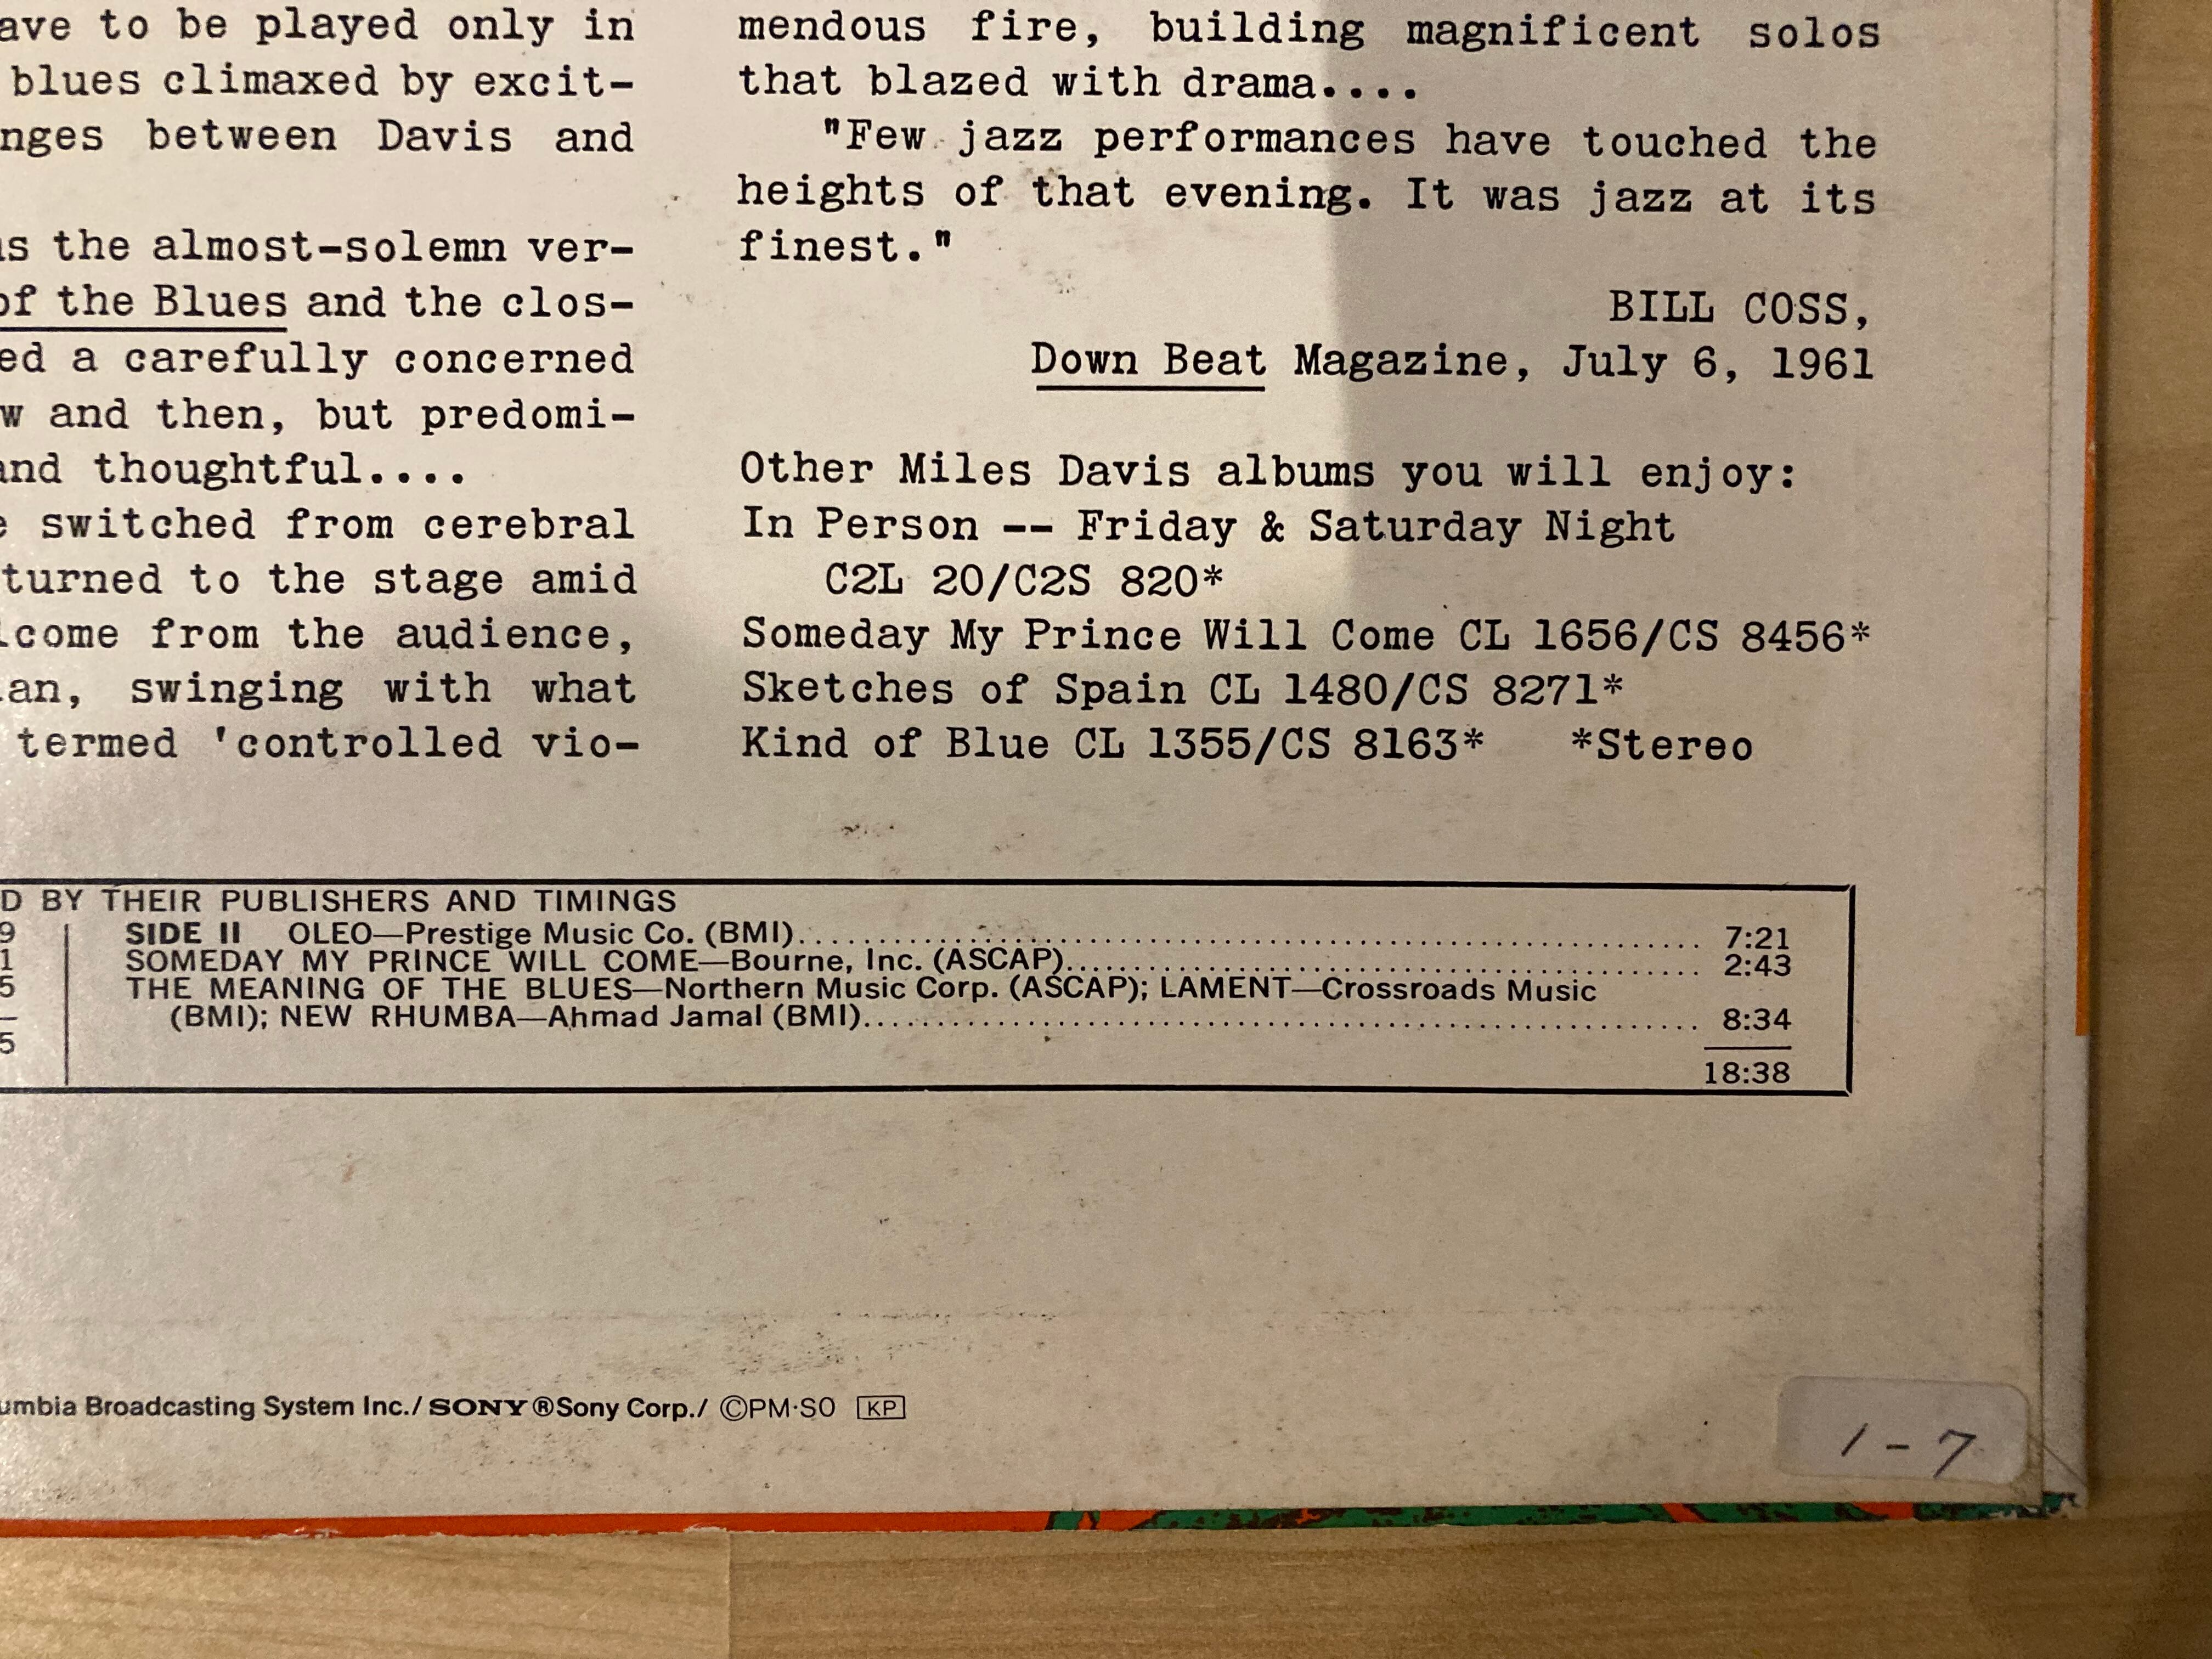 ave to be played only in
blues climaxed by excit-
nges between Davis and
s the almost-solemn ver-
of the Blues and the clos-
ed a carefully concerned
w and then, but predomi-
and thoughtful....
e switched from cerebral
turned to the stage amid
lcome from the audience,
an, swinging with what
termed 'controlled vio-
mendous fire, building magnificent solos
that blazed with drama....
"Few jazz performances have touched the
heights of that evening. It was jazz at its
finest."
BILL COSS,
Down Beat Magazine, July 6, 1961
Other Miles Davis albums you will enjoy:
In Person -- Friday & Saturday Night
C2L 20/C2S 820*
Someday My Prince Will Come CL 1656/CS 8456*
Sketches of Spain CL 1480/CS 8271*
Kind of Blue CL 1355/CS 8163* *Stereo
D BY THEIR PUBLISHERS AND TIMINGS
9
1
5
5
SIDE II OLEO—Prestige Music Co. (BMI)........ 7:21
SOMEDAY MY PRINCE WILL COME—Bourne, Inc. (ASCAP)........ 2:43
THE MEANING OF THE BLUES—Northern Music Corp. (ASCAP); LAMENT—Crossroads Music
(BMI); NEW RHUMBA—Ahmad Jamal (BMI)........ 8:34
18:38
umbia Broadcasting System Inc./SONY®Sony Corp./ ©PM·SO KP
1-7